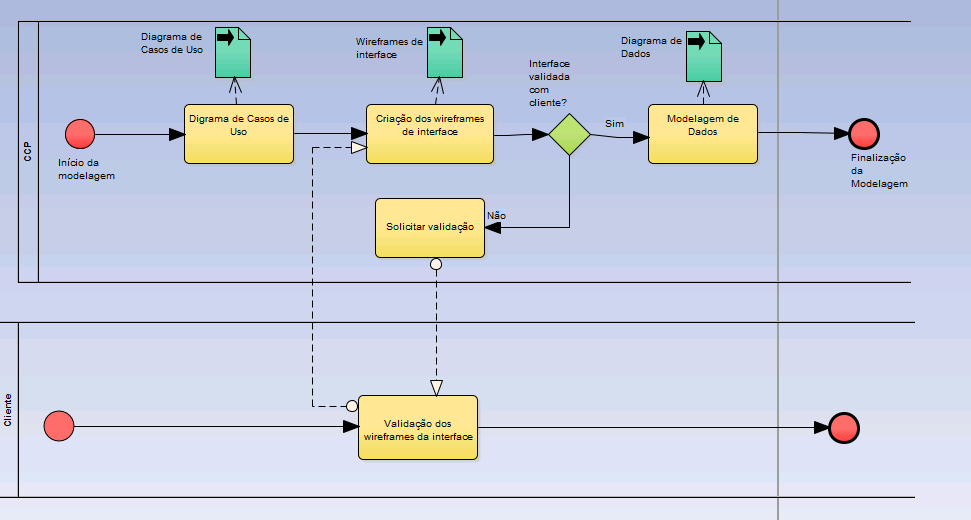 Diagrama de
Casos de Uso
Wireframes de
interface
Interface
validada
com
cliente?
Diagrama de
Dados
CCP
Início da
modelagem
Digrama de Casos de
Uso
Criação dos wireframes
de interface
Sim
Modelagem de
Dados
Finalização
da
Modelagem
Não
Solicitar validação
Cliente
Validação dos
wireframes da interface